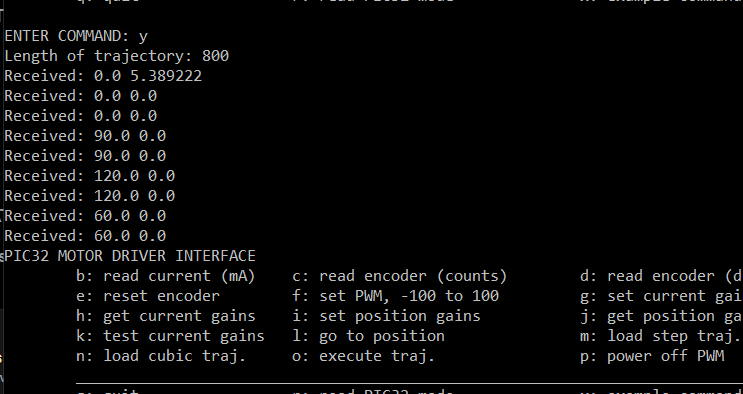 ENTER COMMAND: y
Length of trajectory: 800
Received: 0.0 5.389222
Received: 0.0 0.0
Received: 0.0 0.0
Received: 90.0 0.0
Received: 90.0 0.0
Received: 120.0 0.0
Received: 120.0 0.0
Received: 60.0 0.0
Received: 60.0 0.0
PIC32 MOTOR DRIVER INTERFACE
b: read current (mA) c: read encoder (counts) d: read encoder (d
e: reset encoder f: set PWM, -100 to 100 g: set current gai
h: get current gains i: set position gains j: get position ga
k: test current gains l: go to position m: load step traj.
n: load cubic traj. o: execute traj. p: power off PWM